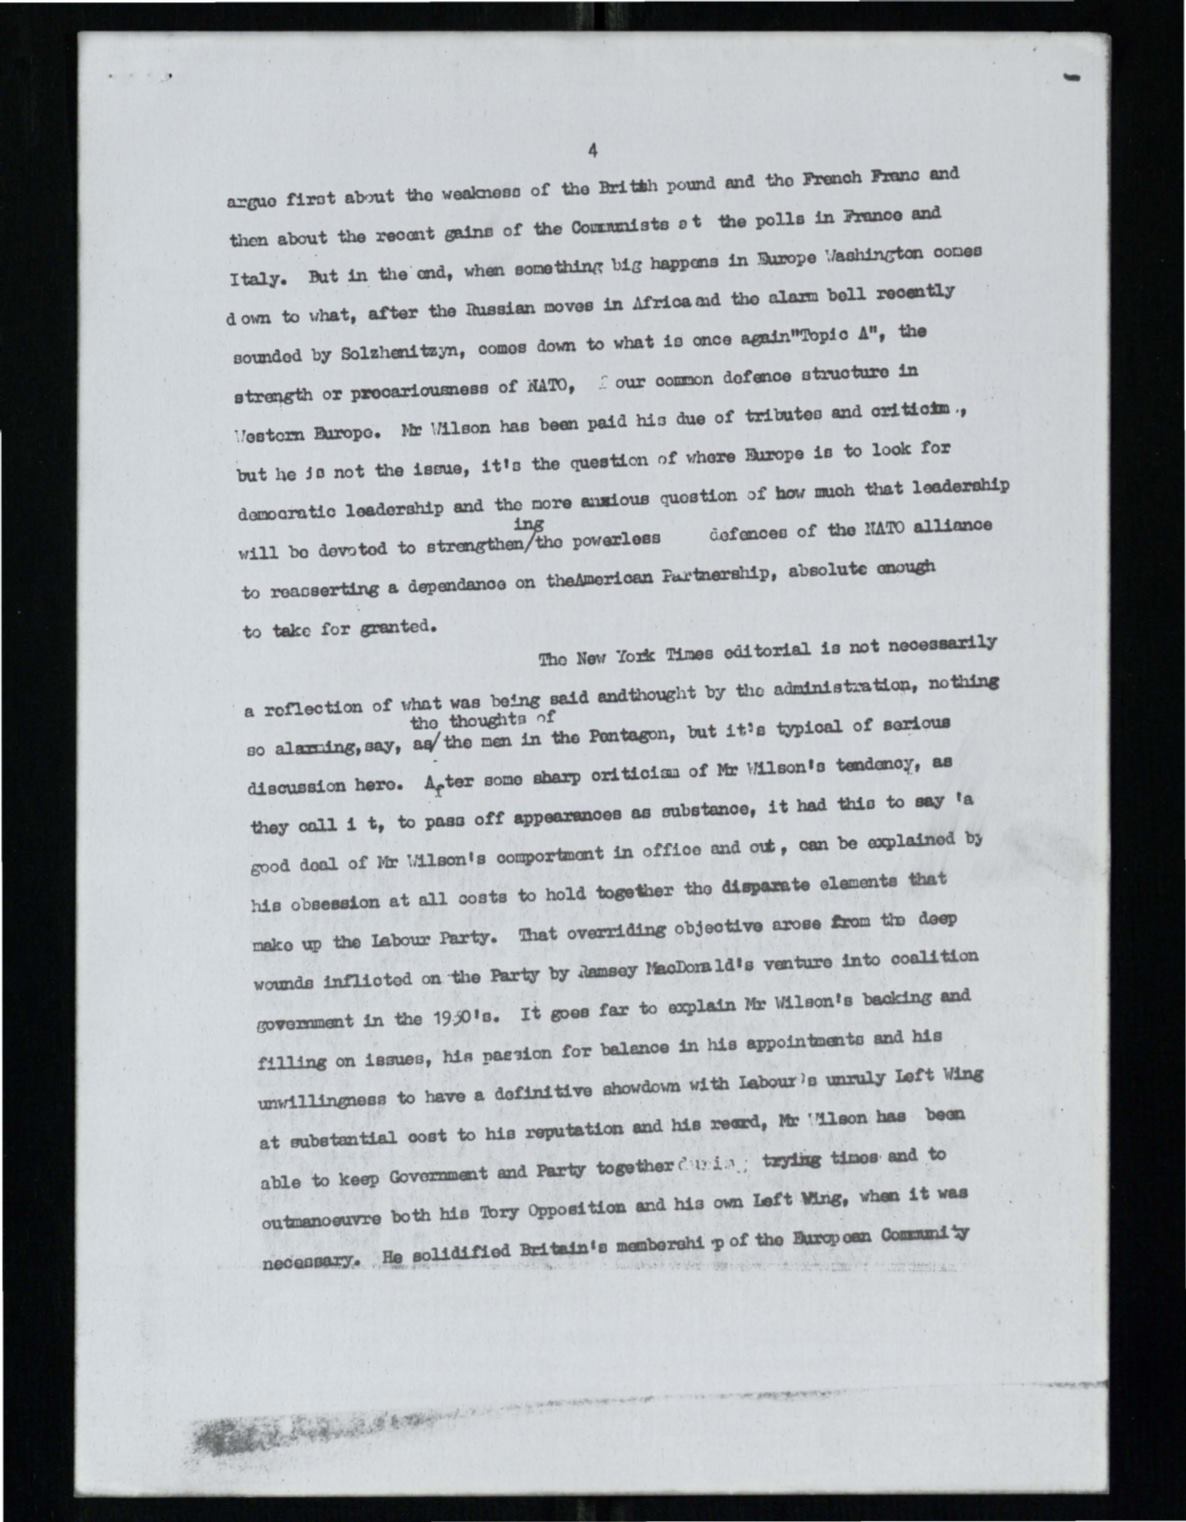 4
argue first about the weakness of the Britsh pound and the French Franc and
then about the recent gains of the Communists at the polls in France and
Italy. But in the end, when something big happens in Europe Washington comes
down to what, after the Russian moves in Africa and the alarm bell recently
sounded by Solzhenitzyn, comes down to what is once again"Topic A", the
strength or precariousness of NATO, our common defence structure in
Western Europe. Mr Wilson has been paid his due of tributes and criticim.,
but he is not the issue, it's the question of where Europe is to look for
democratic leadership and the more anxious question of how much that leadership
ing
will be devoted to strengthen/the powerless defences of the NATO alliance
to reasserting a dependance on theAmerican Partnership, absolute enough
to take for granted.
The New York Times editorial is not necessarily
a reflection of what was being said andthought by the administration, nothing
the thoughts of
so alarming, say, as/the men in the Pentagon, but it's typical of serious
discussion here. After some sharp criticism of Mr Wilson's tendency, as
they call i t, to pass off appearances as substance, it had this to say 'a
good deal of Mr Wilson's comportment in office and out, can be explained by
his obsession at all costs to hold together the disparate elements that
make up the Labour Party. That overriding objective arose from the deep
wounds inflicted on the Party by Ramsey MacDonald's venture into coalition
government in the 1930's. It goes far to explain Mr Wilson's backing and
filling on issues, his passion for balance in his appointments and his
unwillingness to have a definitive showdown with Labour's unruly Left Wing
at substantial cost to his reputation and his recrd, Mr Wilson has been
able to keep Government and Party together during trying times and to
outmanoeuvre both his Tory Opposition and his own Left Wing, when it was
necessary. He solidified Britain's membership of the European Community